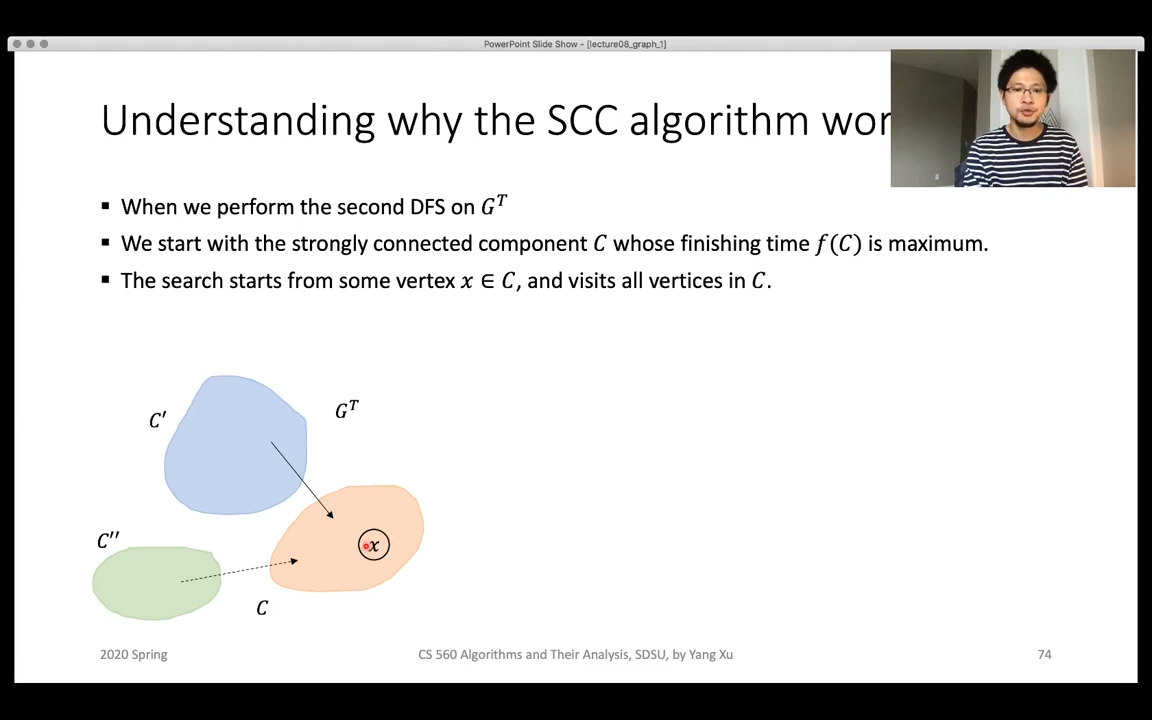 PowerPoint Slide Show - [lecture08_graph_1]
Understanding why the SCC algorithm wor
▪ When we perform the second DFS on 𝐺ᵀ
▪ We start with the strongly connected component 𝐶 whose finishing time 𝑓(𝐶) is maximum.
▪ The search starts from some vertex 𝑥 ∈ 𝐶, and visits all vertices in 𝐶.
𝐶′
𝐺ᵀ
𝐶′′
𝑥
𝐶
2020 Spring
CS 560 Algorithms and Their Analysis, SDSU, by Yang Xu
74